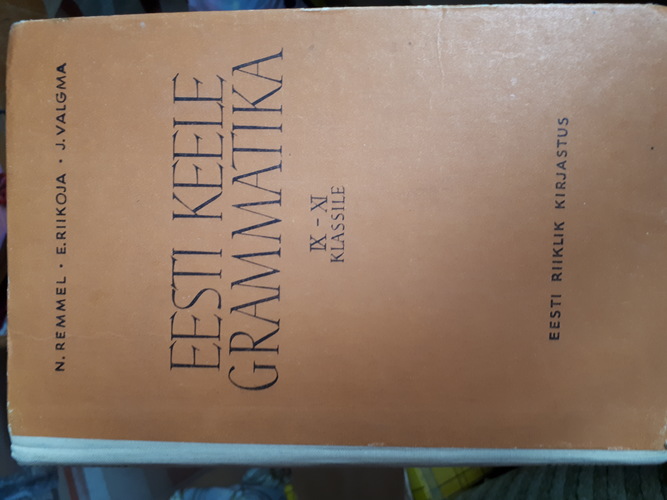 N. REMMEL · E. RIIKOJA · J. VALGMA
EESTI KEELE
GRAMMATIKA
IX – XI
KLASSILE
EESTI RIIKLIK KIRJASTUS